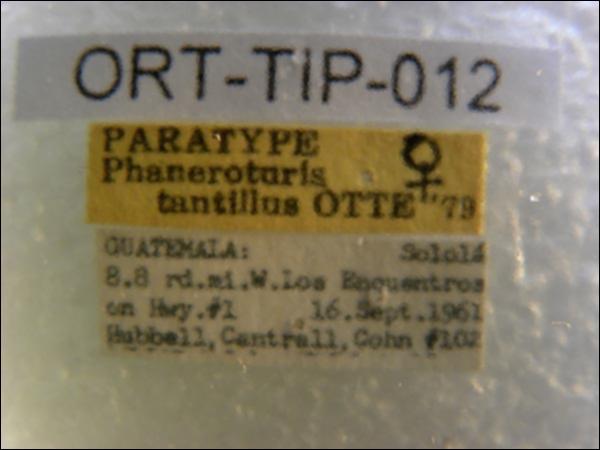 ORT-TIP-012
PARATYPE ♀
Phaneroturis
tantillus OTTE "79
GUATEMALA: Sololá
8.8 rd.mi.W.Los Encuentros
on Hwy.#1 16.Sept.1961
Hubbell,Cantrall,Cohn #102